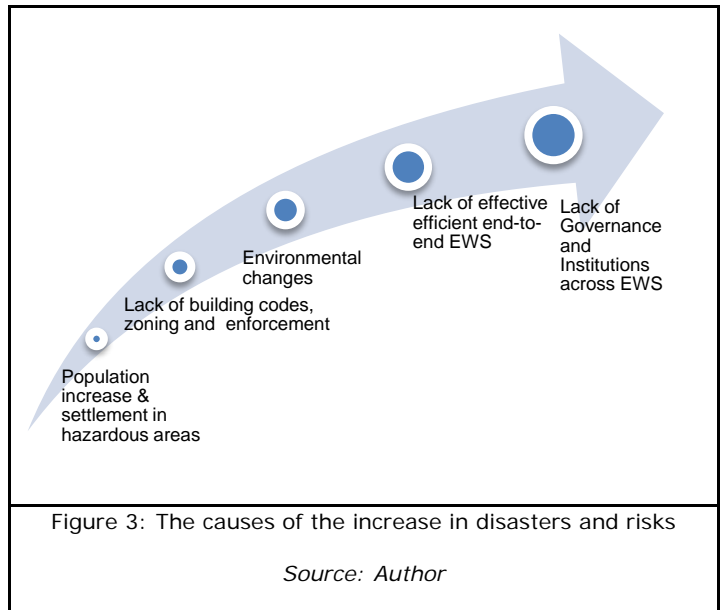 Population
increase &
settlement in
hazardous areas
Lack of building codes,
zoning and enforcement
Environmental
changes
Lack of effective
efficient end-to-
end EWS
Lack of
Governance
and
Institutions
across EWS
Figure 3: The causes of the increase in disasters and risks
Source: Author